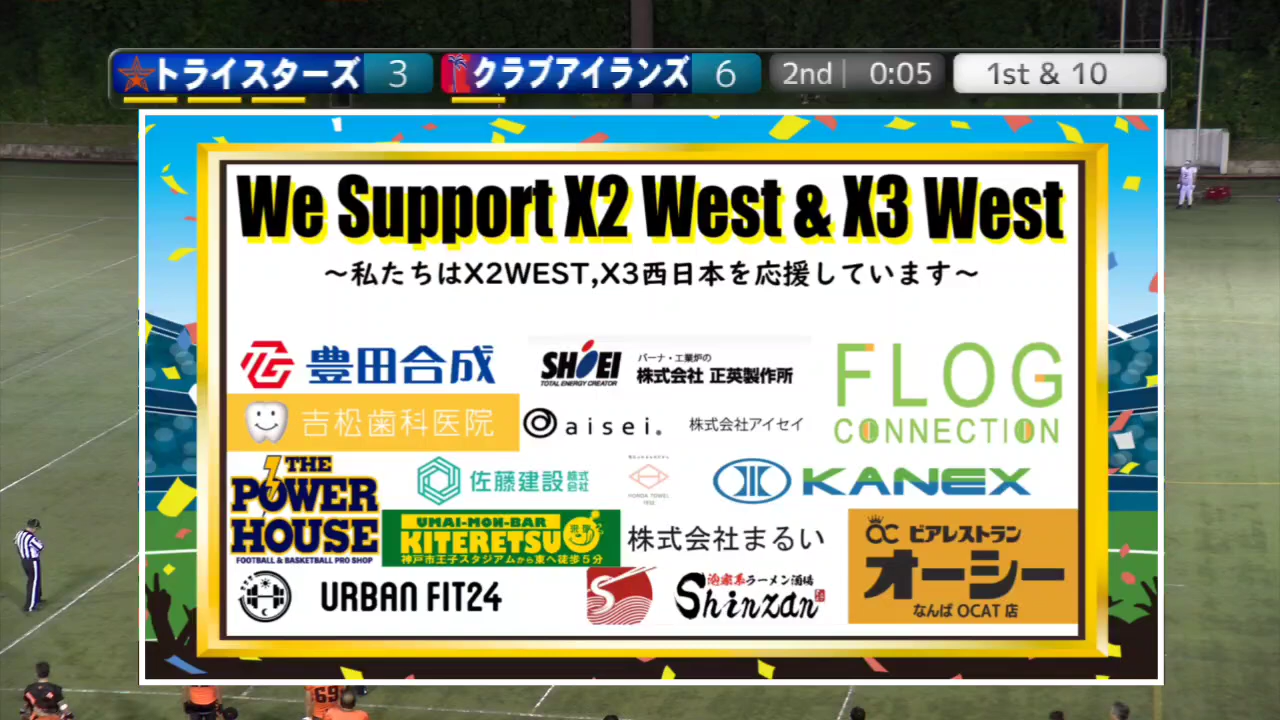 トライスターズ 3 クラブアイランズ 6 2nd 0:05 1st & 10
We Support X2 West & X3 West
～私たちはX2WEST,X3西日本を応援しています～
豊田合成
SHOEI
TOTAL ENERGY CREATOR
バーナ・工業炉の
株式会社 正英製作所
FLOG
CONNECTION
吉松歯科医院
aisei.
株式会社アイセイ
THE
POWER
HOUSE
FOOTBALL & BASKETBALL PRO SHOP
佐藤建設株式会社
KANEX
UMAI-MON-BAR
KITERETSU
神戸市王子スタジアムから東へ徒歩5分
株式会社まるい
OC ビアレストラン
オーシー
なんば OCAT 店
URBAN FIT24
泡家系ラーメン酒場
Shinzan
69